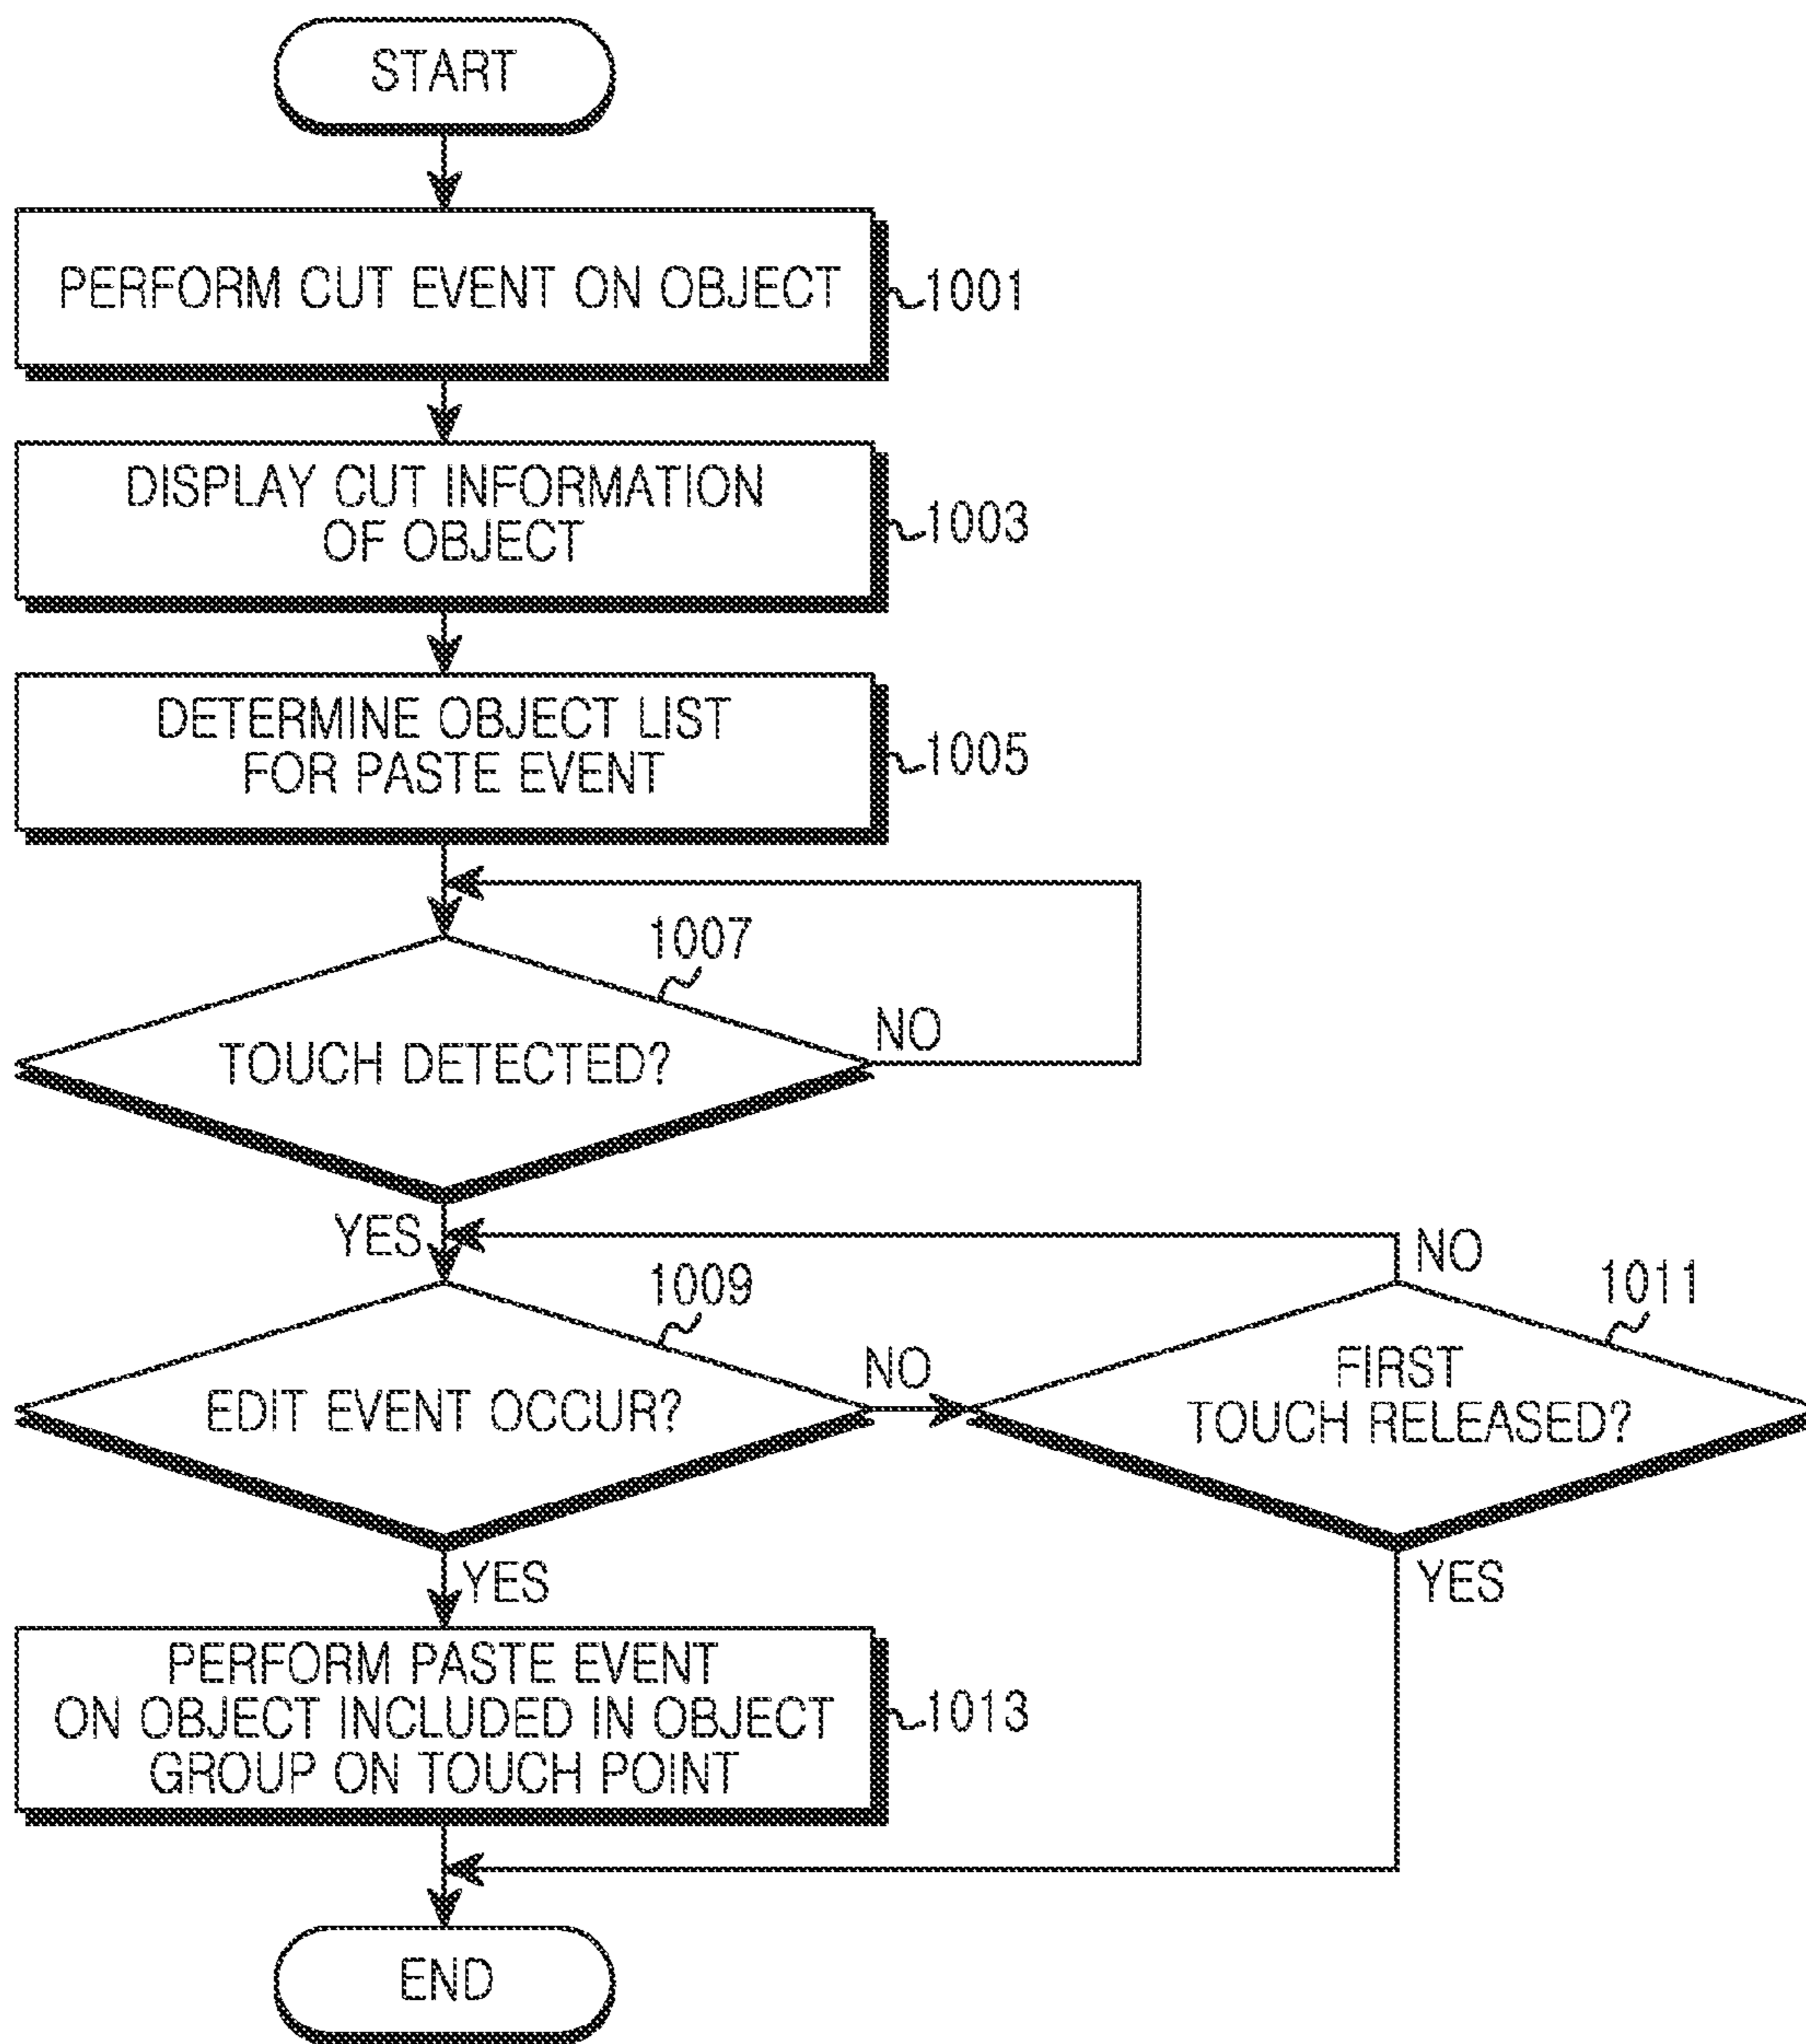 START
PERFORM CUT EVENT ON OBJECT
1001
DISPLAY CUT INFORMATION
OF OBJECT
1003
DETERMINE OBJECT LIST
FOR PASTE EVENT
1005
1007
TOUCH DETECTED?
NO
YES
NO
1009
1011
EDIT EVENT OCCUR?
NO
FIRST
TOUCH RELEASED?
YES
YES
PERFORM PASTE EVENT
ON OBJECT INCLUDED IN OBJECT
GROUP ON TOUCH POINT
1013
END